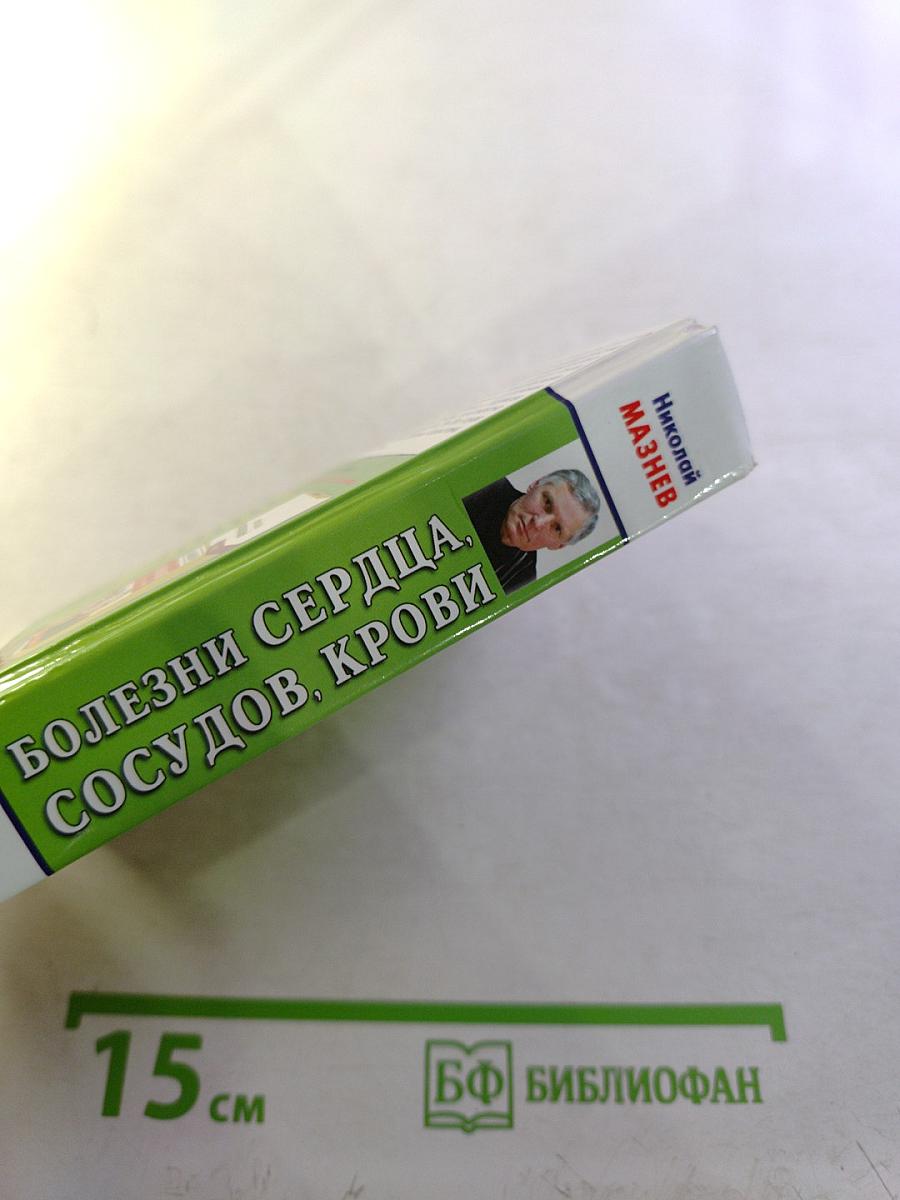 Николай
МАЗНЕВ
БОЛЕЗНИ СЕРДЦА,
СОСУДОВ, КРОВИ
15 см
БФ БИБЛИОФАН